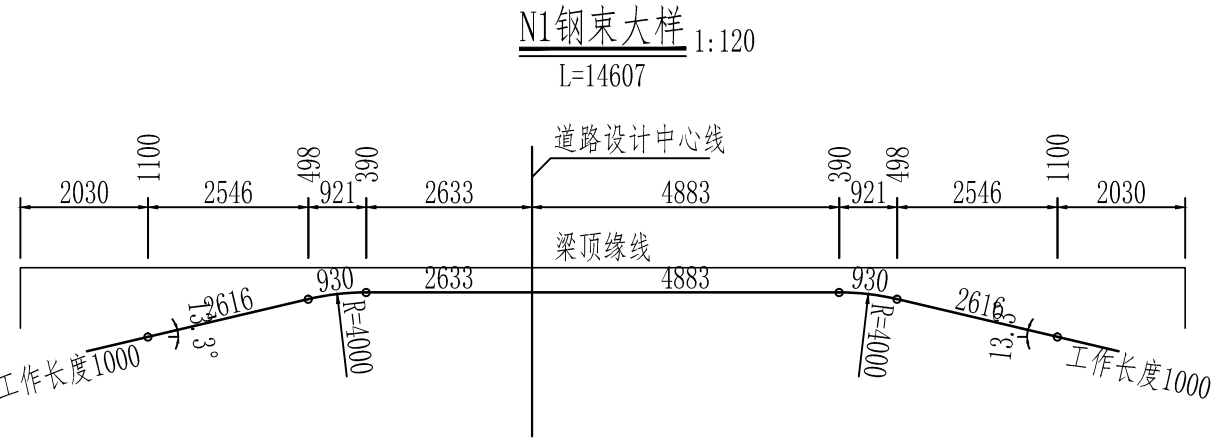 N1钢束大样 1:120
L=14607
道路设计中心线
1100 498 390 390 498 1100
2030 2546 921 2633 4883 921 2546 2030
梁顶缘线
2616 930 2633 4883 930 2616
13.3° R=4000 R=4000 13.3
工作长度1000 工作长度1000